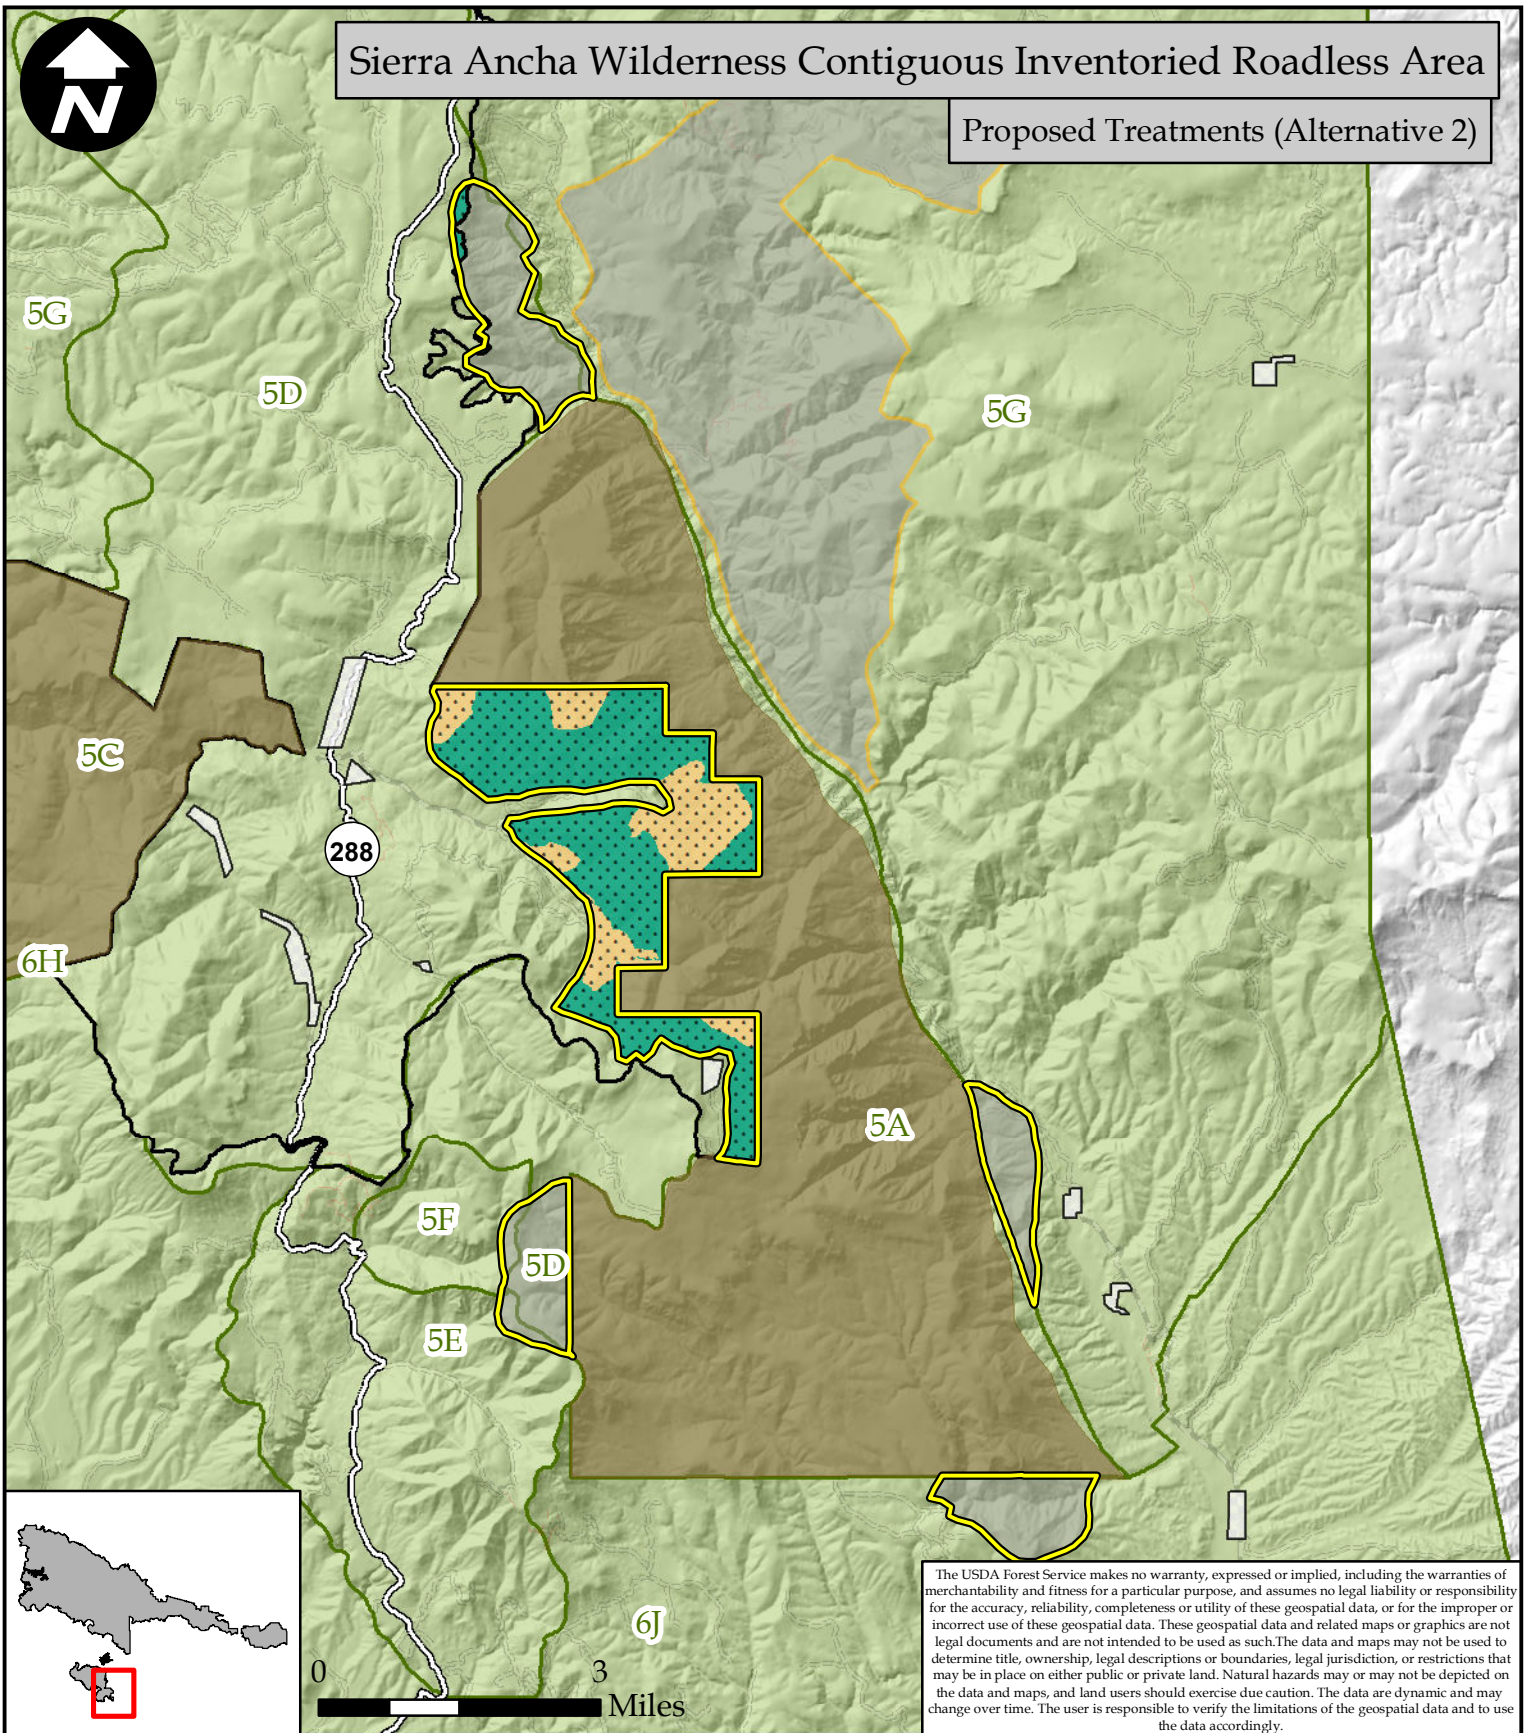 N
Sierra Ancha Wilderness Contiguous Inventoried Roadless Area
Proposed Treatments (Alternative 2)
5G
5D
5G
5C
288
6H
5A
5F
5D
5E
6J
0 3
Miles
The USDA Forest Service makes no warranty, expressed or implied, including the warranties of
merchantability and fitness for a particular purpose, and assumes no legal liability or responsibility
for the accuracy, reliability, completeness or utility of these geospatial data, or for the improper or
incorrect use of these geospatial data. These geospatial data and related maps or graphics are not
legal documents and are not intended to be used as such.The data and maps may not be used to
determine title, ownership, legal descriptions or boundaries, legal jurisdiction, or restrictions that
may be in place on either public or private land. Natural hazards may or may not be depicted on
the data and maps, and land users should exercise due caution. The data are dynamic and may
change over time. The user is responsible to verify the limitations of the geospatial data and to use
the data accordingly.